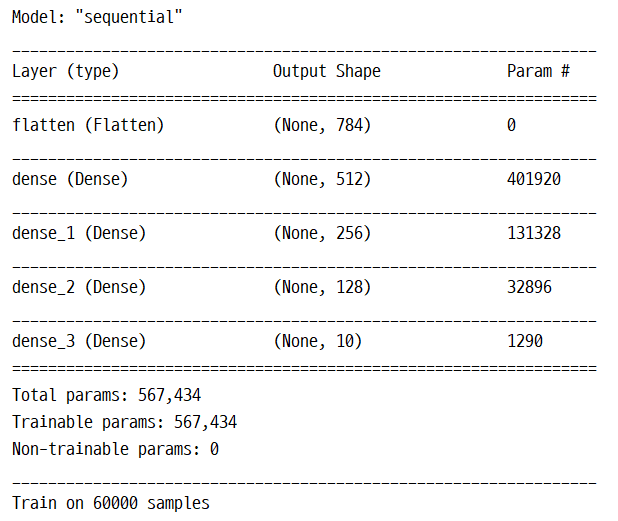 Model: "sequential"
_________________________________________________________________
Layer (type)                 Output Shape              Param #
=================================================================
flatten (Flatten)            (None, 784)               0
_________________________________________________________________
dense (Dense)                (None, 512)               401920
_________________________________________________________________
dense_1 (Dense)              (None, 256)               131328
_________________________________________________________________
dense_2 (Dense)              (None, 128)               32896
_________________________________________________________________
dense_3 (Dense)              (None, 10)                1290
=================================================================
Total params: 567,434
Trainable params: 567,434
Non-trainable params: 0
_________________________________________________________________
Train on 60000 samples